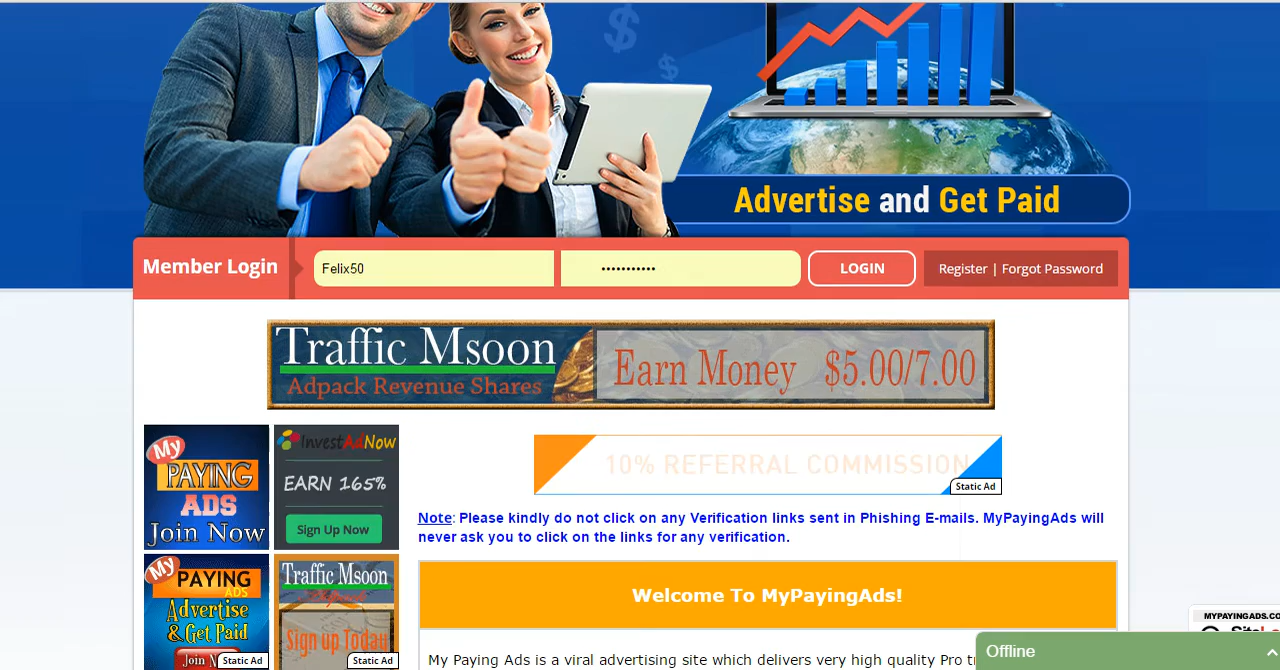 Advertise and Get Paid
Member Login
Felix50
LOGIN
Register | Forgot Password
Traffic Msoon
Adpack Revenue Shares
Earn Money $5.00/7.00
My
PAYING
ADS
Join Now
InvestAdNow
EARN 165%
Sign Up Now
10% REFERRAL COMMISSION
Static Ad
Note: Please kindly do not click on any Verification links sent in Phishing E-mails. MyPayingAds will
never ask you to click on the links for any verification.
My
PAYING
ADS
Advertise
& Get Paid
Static Ad
Traffic Msoon
Sign up Today
Static Ad
Welcome To MyPayingAds!
My Paying Ads is a viral advertising site which delivers very high quality Pro
MYPAYINGADS.CO
Offline